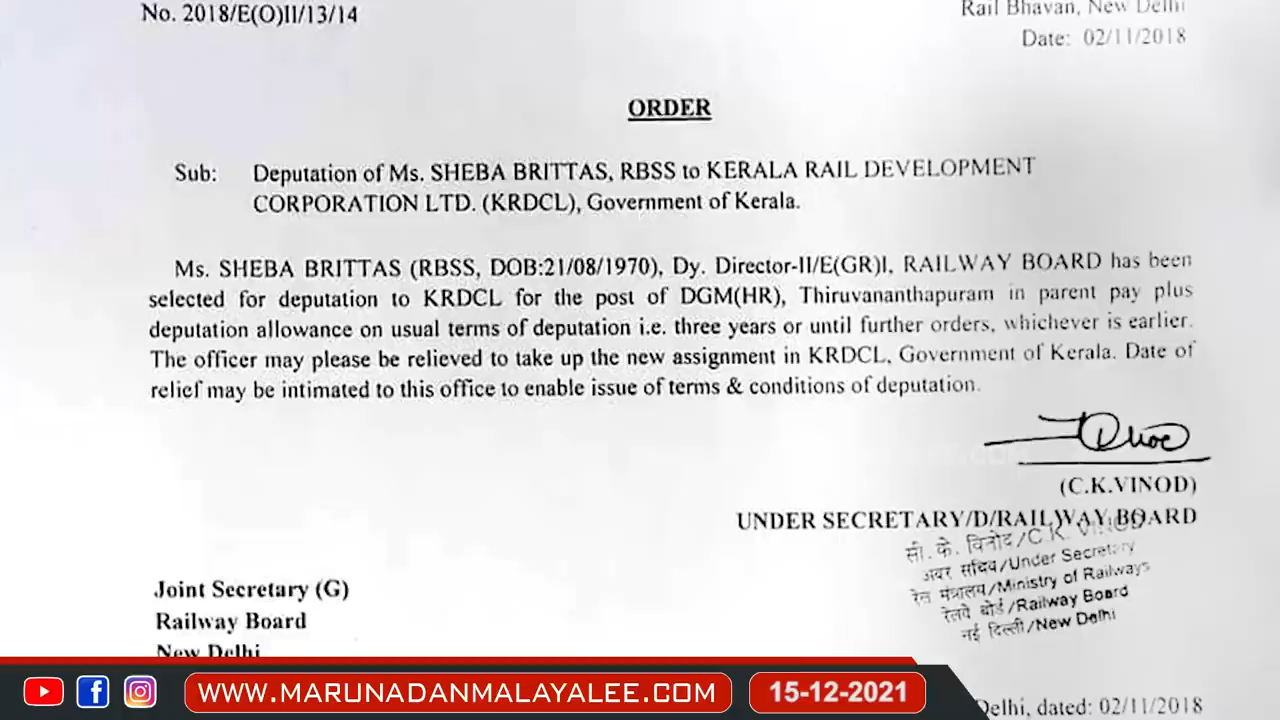 No. 2018/E(O)II/13/14
Rail Bhavan, New Delhi
Date: 02/11/2018
ORDER
Sub: Deputation of Ms. SHEBA BRITTAS, RBSS to KERALA RAIL DEVELOPMENT
CORPORATION LTD. (KRDCL), Government of Kerala.
Ms. SHEBA BRITTAS (RBSS, DOB:21/08/1970), Dy. Director-II/E(GR)I, RAILWAY BOARD has been
selected for deputation to KRDCL for the post of DGM(HR), Thiruvananthapuram in parent pay plus
deputation allowance on usual terms of deputation i.e. three years or until further orders, whichever is earlier.
The officer may please be relieved to take up the new assignment in KRDCL, Government of Kerala. Date of
relief may be intimated to this office to enable issue of terms & conditions of deputation.
(C.K.VINOD)
UNDER SECRETARY/D/RAILWAY BOARD
सी. के. विनोद/C.K. VINOD
अवर सचिव/Under Secretary
रेल मंत्रालय/Ministry of Railways
रेलवे बोर्ड/Railway Board
नई दिल्ली/New Delhi
Joint Secretary (G)
Railway Board
New Delhi
Delhi, dated: 02/11/2018
WWW.MARUNADANMALAYALEE.COM
15-12-2021